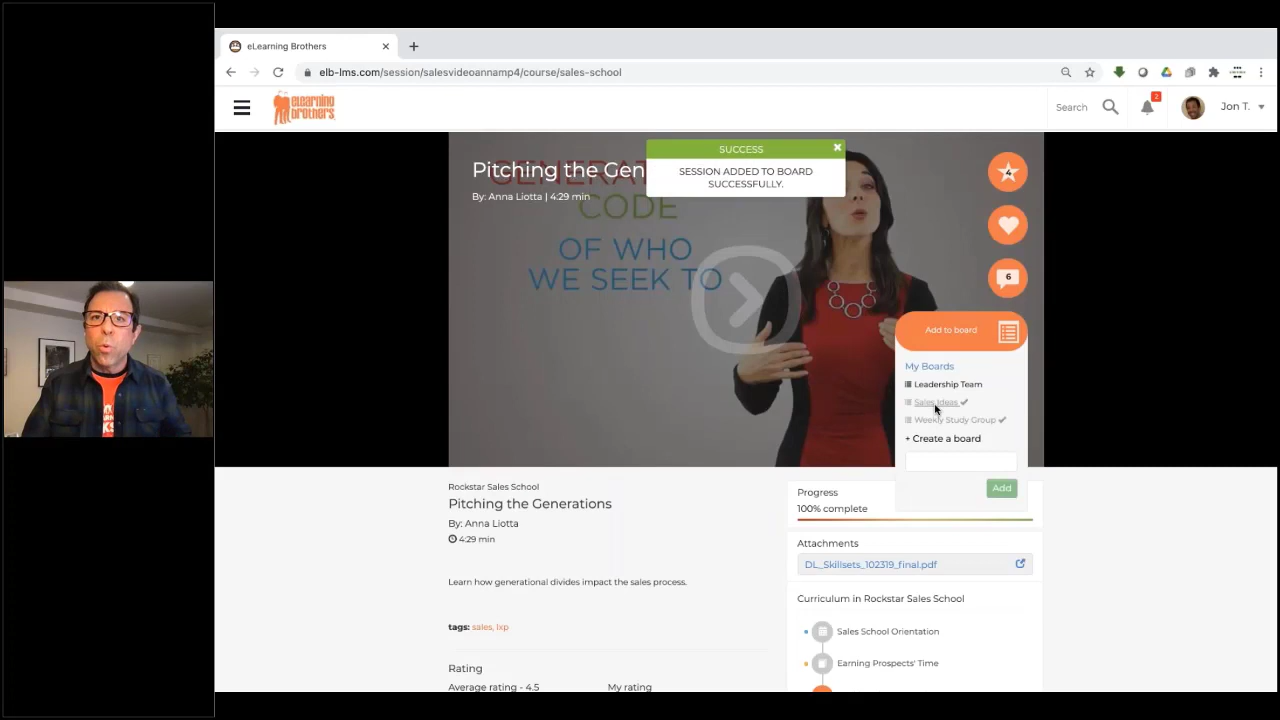 eLearning Brothers
elb-lms.com/session/salesvideoannamp4/course/sales-school
eLearning
brothers
Search
2
Jon T.
Pitching the Gen
By: Anna Liotta | 4:29 min
SUCCESS
SESSION ADDED TO BOARD
SUCCESSFULLY.
CODE
OF WHO
WE SEEK TO
4
6
Add to board
My Boards
Leadership Team
Sales Ideas
Weekly Study Group
+ Create a board
Add
Rockstar Sales School
Pitching the Generations
By: Anna Liotta
4:29 min
Learn how generational divides impact the sales process.
tags: sales, lxp
Rating
Average rating - 4.5
My rating
Progress
100% complete
Attachments
DL_Skillsets_102319_final.pdf
Curriculum in Rockstar Sales School
Sales School Orientation
Earning Prospects' Time